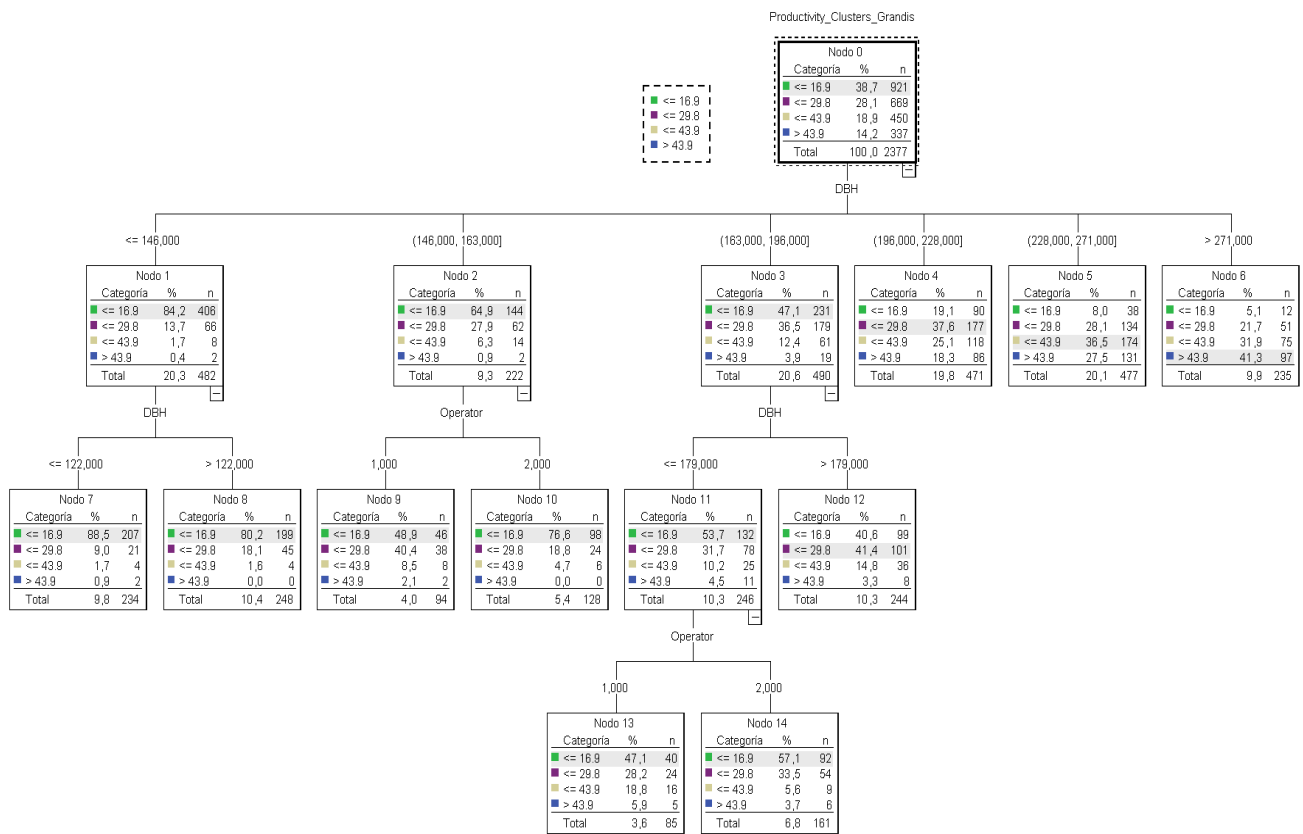 Productivity_Clusters_Grandis
Nodo 0
Categoría % n
<= 16.9 38,7 921
<= 29.8 28,1 669
<= 43.9 18,9 450
> 43.9 14,2 337
Total 100,0 2377
<= 16.9
<= 29.8
<= 43.9
> 43.9
DBH
<= 146,000
(146,000, 163,000]
(163,000, 196,000]
(196,000, 228,000]
(228,000, 271,000]
> 271,000
Nodo 1
Categoría % n
<= 16.9 84,2 406
<= 29.8 13,7 66
<= 43.9 1,7 8
> 43.9 0,4 2
Total 20,3 482
Nodo 2
Categoría % n
<= 16.9 64,9 144
<= 29.8 27,9 62
<= 43.9 6,3 14
> 43.9 0,9 2
Total 9,3 222
Nodo 3
Categoría % n
<= 16.9 47,1 231
<= 29.8 36,5 179
<= 43.9 12,4 61
> 43.9 3,9 19
Total 20,6 490
Nodo 4
Categoría % n
<= 16.9 19,1 90
<= 29.8 37,6 177
<= 43.9 25,1 118
> 43.9 18,3 86
Total 19,8 471
Nodo 5
Categoría % n
<= 16.9 8,0 38
<= 29.8 28,1 134
<= 43.9 36,5 174
> 43.9 27,5 131
Total 20,1 477
Nodo 6
Categoría % n
<= 16.9 5,1 12
<= 29.8 21,7 51
<= 43.9 31,9 75
> 43.9 41,3 97
Total 9,9 235
DBH
Operator
DBH
<= 122,000
> 122,000
1,000
2,000
<= 179,000
> 179,000
Nodo 7
Categoría % n
<= 16.9 88,5 207
<= 29.8 9,0 21
<= 43.9 1,7 4
> 43.9 0,9 2
Total 9,8 234
Nodo 8
Categoría % n
<= 16.9 80,2 199
<= 29.8 18,1 45
<= 43.9 1,6 4
> 43.9 0,0 0
Total 10,4 248
Nodo 9
Categoría % n
<= 16.9 48,9 46
<= 29.8 40,4 38
<= 43.9 8,5 8
> 43.9 2,1 2
Total 4,0 94
Nodo 10
Categoría % n
<= 16.9 76,6 98
<= 29.8 18,8 24
<= 43.9 4,7 6
> 43.9 0,0 0
Total 5,4 128
Nodo 11
Categoría % n
<= 16.9 53,7 132
<= 29.8 31,7 78
<= 43.9 10,2 25
> 43.9 4,5 11
Total 10,3 246
Nodo 12
Categoría % n
<= 16.9 40,6 99
<= 29.8 41,4 101
<= 43.9 14,8 36
> 43.9 3,3 8
Total 10,3 244
Operator
1,000
2,000
Nodo 13
Categoría % n
<= 16.9 47,1 40
<= 29.8 28,2 24
<= 43.9 18,8 16
> 43.9 5,9 5
Total 3,6 85
Nodo 14
Categoría % n
<= 16.9 57,1 92
<= 29.8 33,5 54
<= 43.9 5,6 9
> 43.9 3,7 6
Total 6,8 161